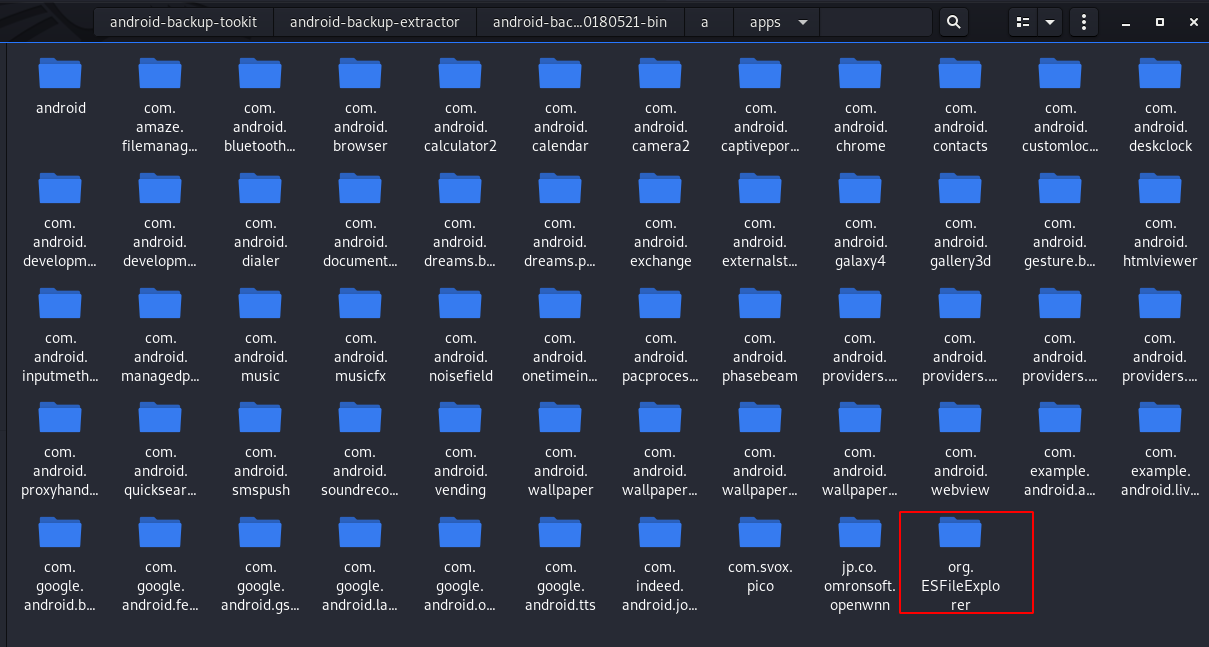 android-backup-tookit android-backup-extractor android-bac...0180521-bin a apps
android com. com. com. com. com. com. com. com. com. com. com.
amaze. android. android. android. android. android. android. android. android. android. android.
filemanag... bluetooth... browser calculator2 calendar camera2 captivepor... chrome contacts customloc... deskclock
com. com. com. com. com. com. com. com. com. com. com. com.
android. android. android. android. android. android. android. android. android. android. android. android.
developm... developm... dialer document... dreams.b... dreams.p... exchange externalst... galaxy4 gallery3d gesture.b... htmlviewer
com. com. com. com. com. com. com. com. com. com. com. com.
android. android. android. android. android. android. android. android. android. android. android. android.
inputmeth... managedp... music musicfx noisefield onetimein... pacproces... phasebeam providers.... providers.... providers.... providers....
com. com. com. com. com. com. com. com. com. com. com. com.
android. android. android. android. android. android. android. android. android. android. example. example.
proxyhand... quicksear... smspush soundreco... vending wallpaper wallpaper... wallpaper... wallpaper... webview android.a... android.liv...
com. com. com. com. com. com. com. com.svox. jp.co. org.
google. google. google. google. google. google. indeed. pico omronsoft. ESFileExplo
android.b... android.fe... android.gs... android.la... android.o... android.tts android.jo... openwnn rer